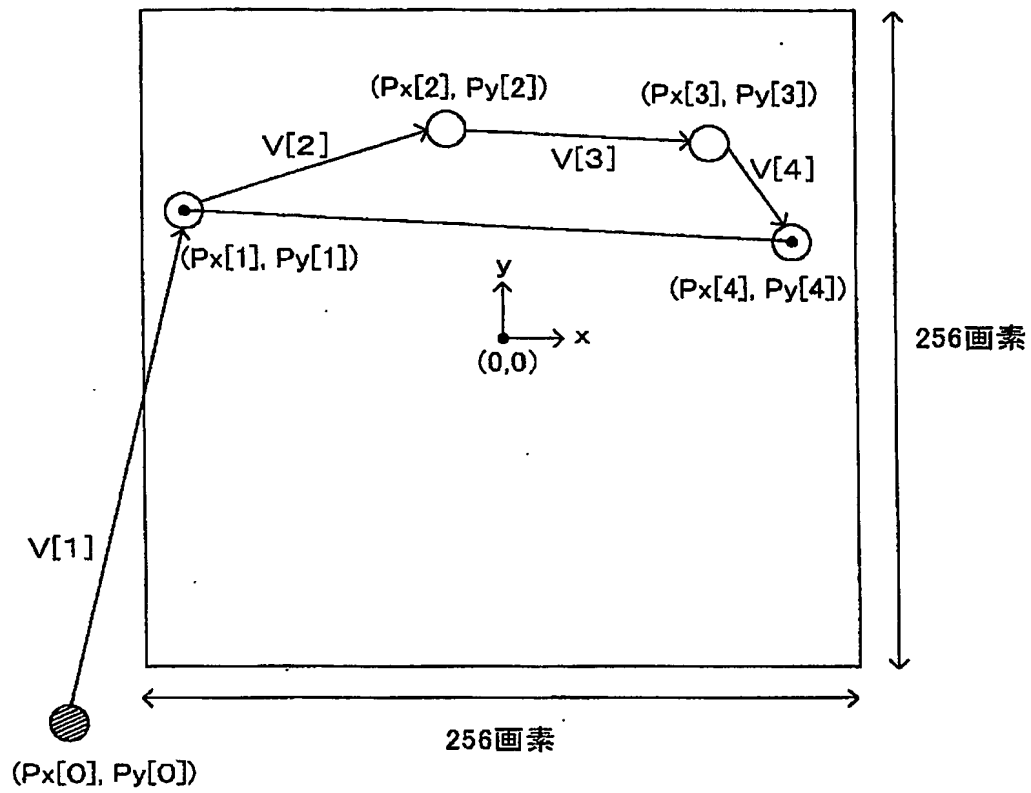 (Px[2], Py[2])
(Px[3], Py[3])
V[2]
V[3]
V[4]
(Px[1], Py[1])
(Px[4], Py[4])
y
x
(0,0)
256画素
V[1]
256画素
(Px[0], Py[0])